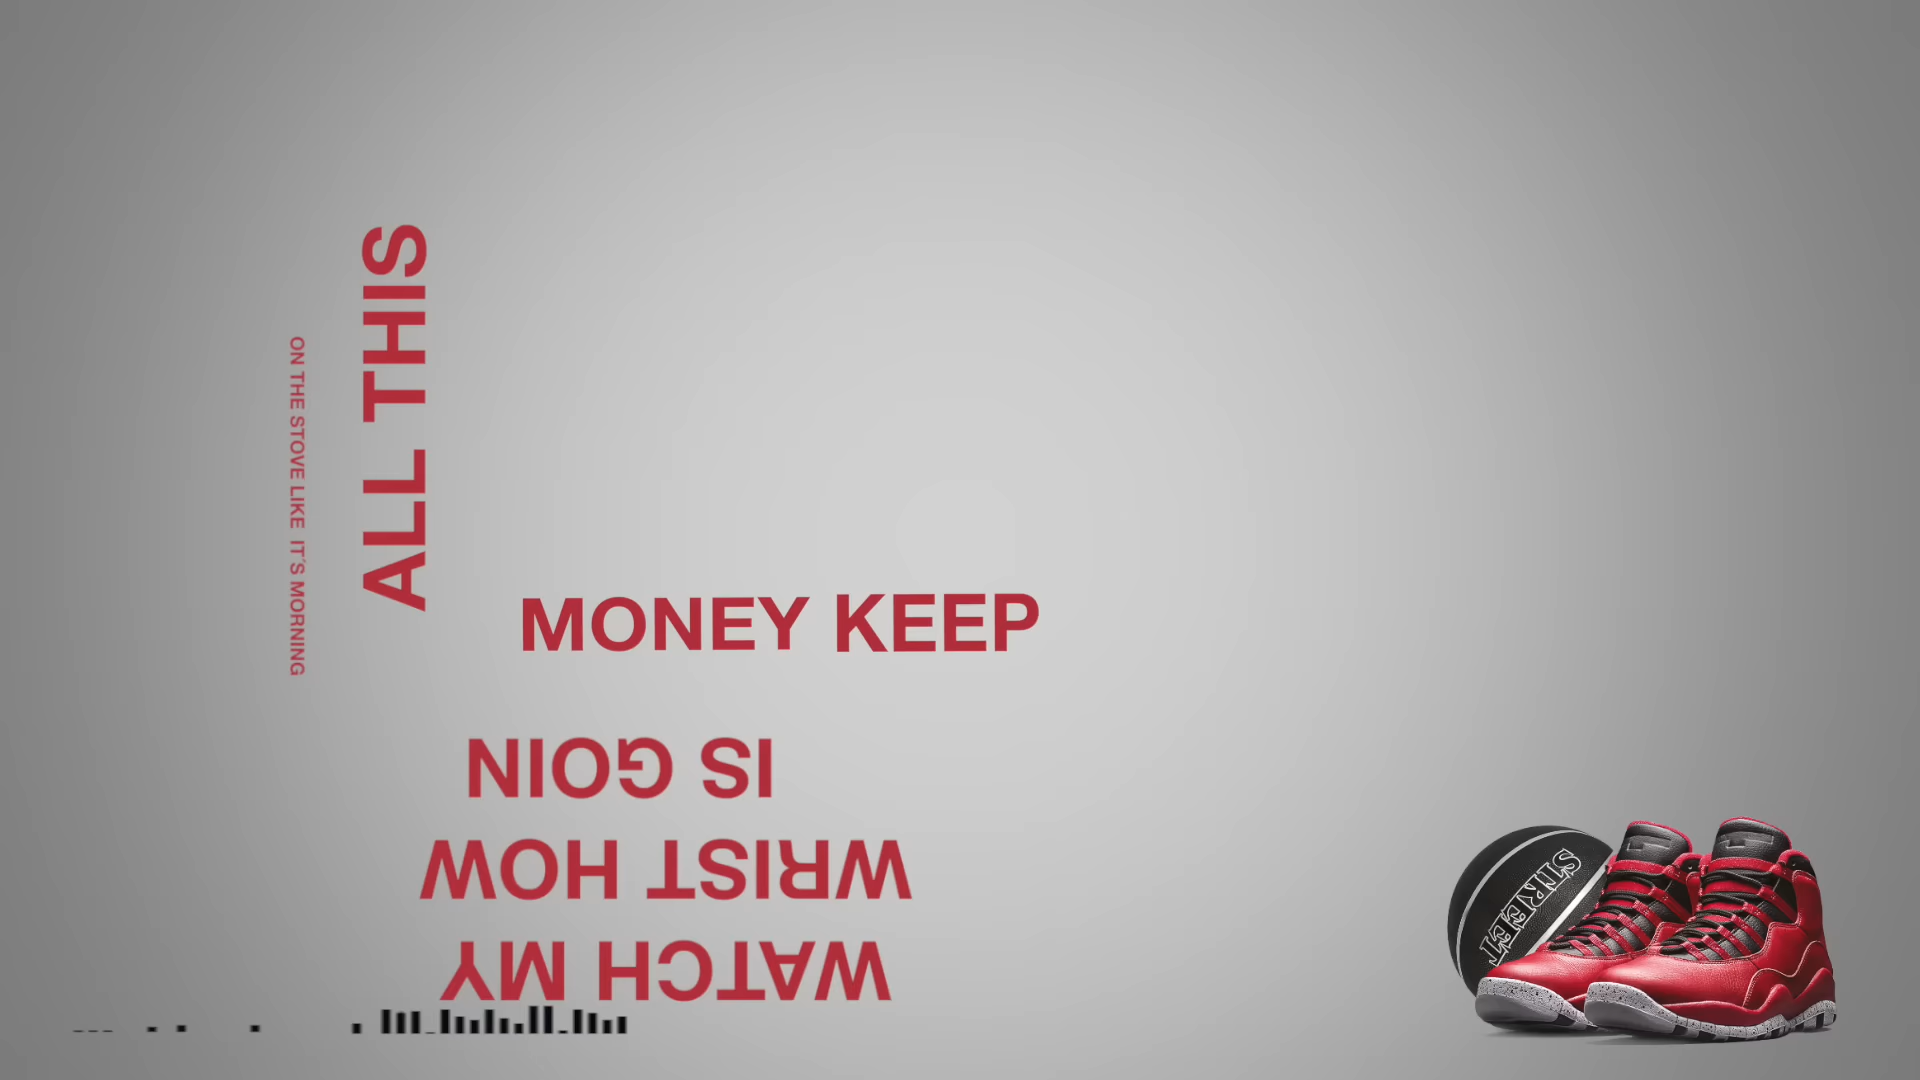 ON THE STOVE LIKE IT'S MORNING
ALL THIS
MONEY KEEP
WATCH MY
WRIST HOW
IS GOIN
STREET